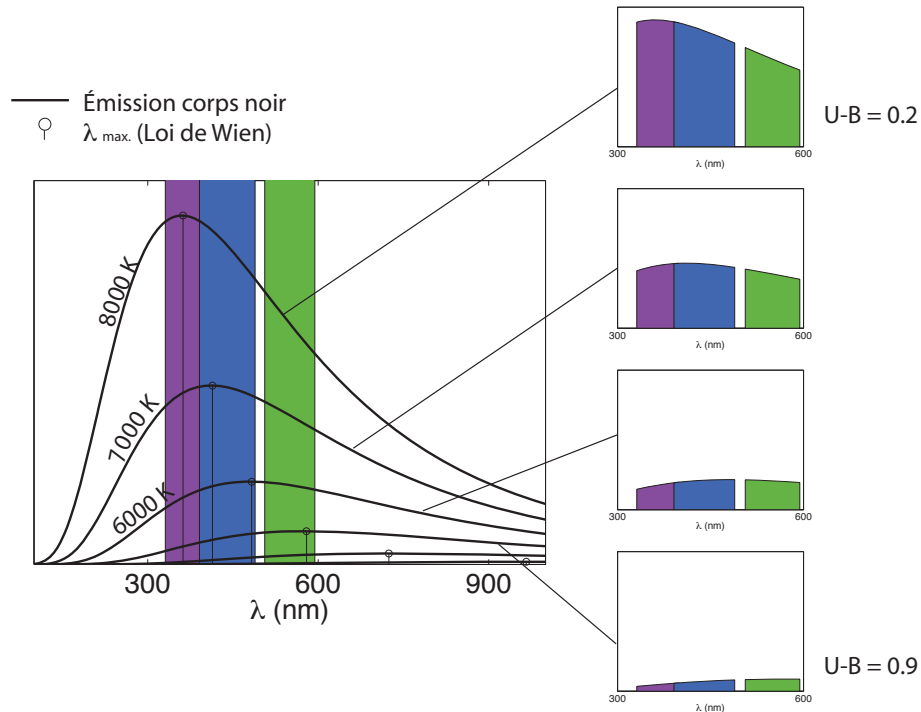 Émission corps noir
λ max. (Loi de Wien)
8000 K
7000 K
6000 K
300 600 900
λ (nm)
300 600
λ (nm)
U-B = 0.2
300 600
λ (nm)
300 600
λ (nm)
300 600
λ (nm)
U-B = 0.9